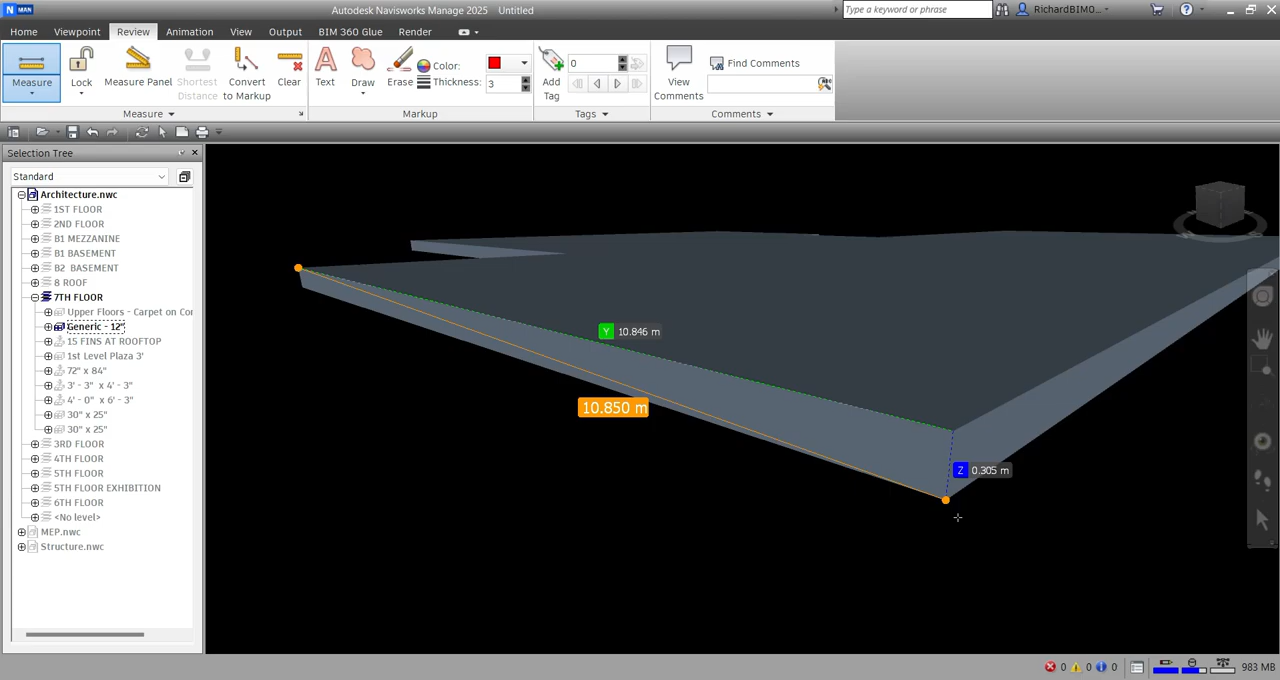 N MAN
Autodesk Navisworks Manage 2025 Untitled
Type a keyword or phrase
RichardBIMO...
?
Home Viewpoint Review Animation View Output BIM 360 Glue Render
Measure
Lock
Measure Panel
Shortest
Distance
Convert
to Markup
Clear
Text
Draw
Erase
Color:
Thickness: 3
Add
Tag
0
View
Comments
Find Comments
Measure
Markup
Tags
Comments
Selection Tree
Standard
Architecture.nwc
1ST FLOOR
2ND FLOOR
B1 MEZZANINE
B1 BASEMENT
B2 BASEMENT
8 ROOF
7TH FLOOR
Upper Floors - Carpet on Cor
Generic - 12"
15 FINS AT ROOFTOP
1st Level Plaza 3'
72" x 84"
3' - 3" x 4' - 3"
4' - 0" x 6' - 3"
30" x 25"
30" x 25"
3RD FLOOR
4TH FLOOR
5TH FLOOR
5TH FLOOR EXHIBITION
6TH FLOOR
<No level>
MEP.nwc
Structure.nwc
Y 10.846 m
10.850 m
Z 0.305 m
0 0 0
983 MB